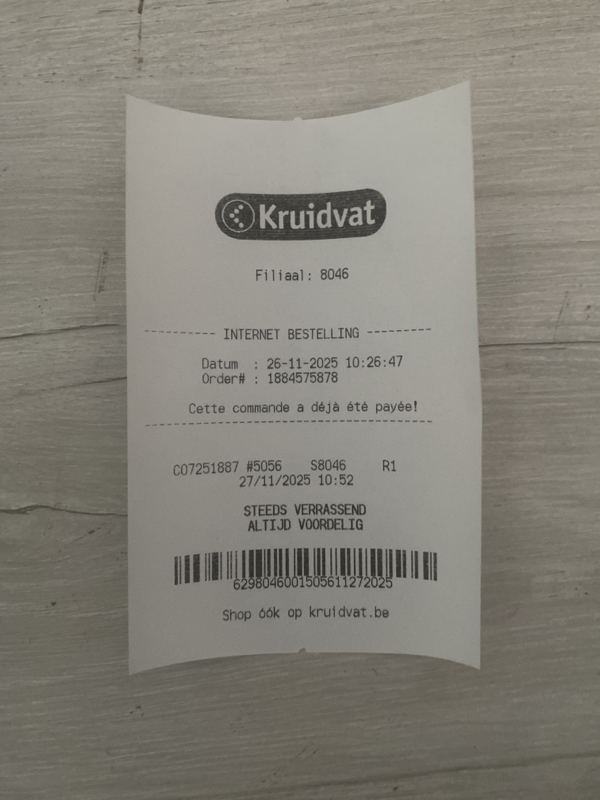 Kruidvat
Filiaal: 8046
---------- INTERNET BESTELLING ----------
Datum : 26-11-2025 10:26:47
Order# : 1884575878
Cette commande a déjà été payée!
C07251887 #5056 S8046 R1
27/11/2025 10:52
STEEDS VERRASSEND
ALTIJD VOORDELIG
6298046001505611272025
Shop óók op kruidvat.be